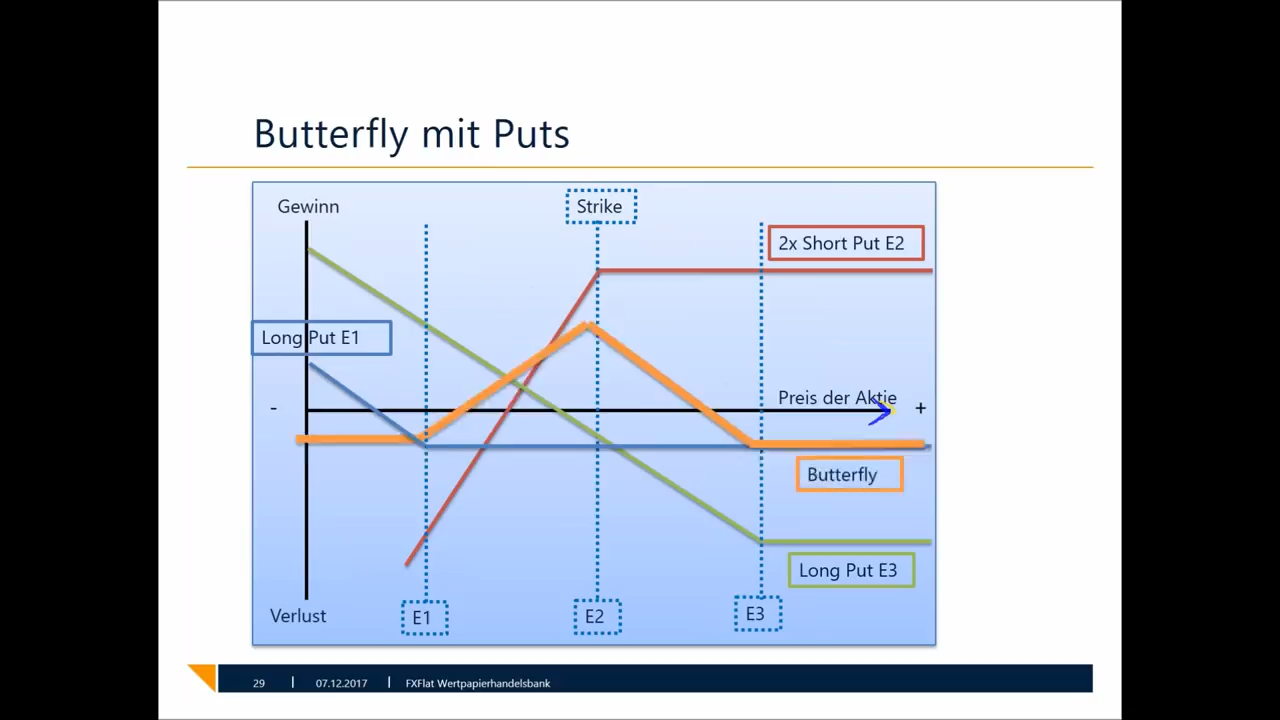 Butterfly mit Puts
Gewinn
Strike
2x Short Put E2
Long Put E1
Preis der Aktie
-
+
Butterfly
Long Put E3
Verlust
E1
E2
E3
29 | 07.12.2017 | FXFlat Wertpapierhandelsbank